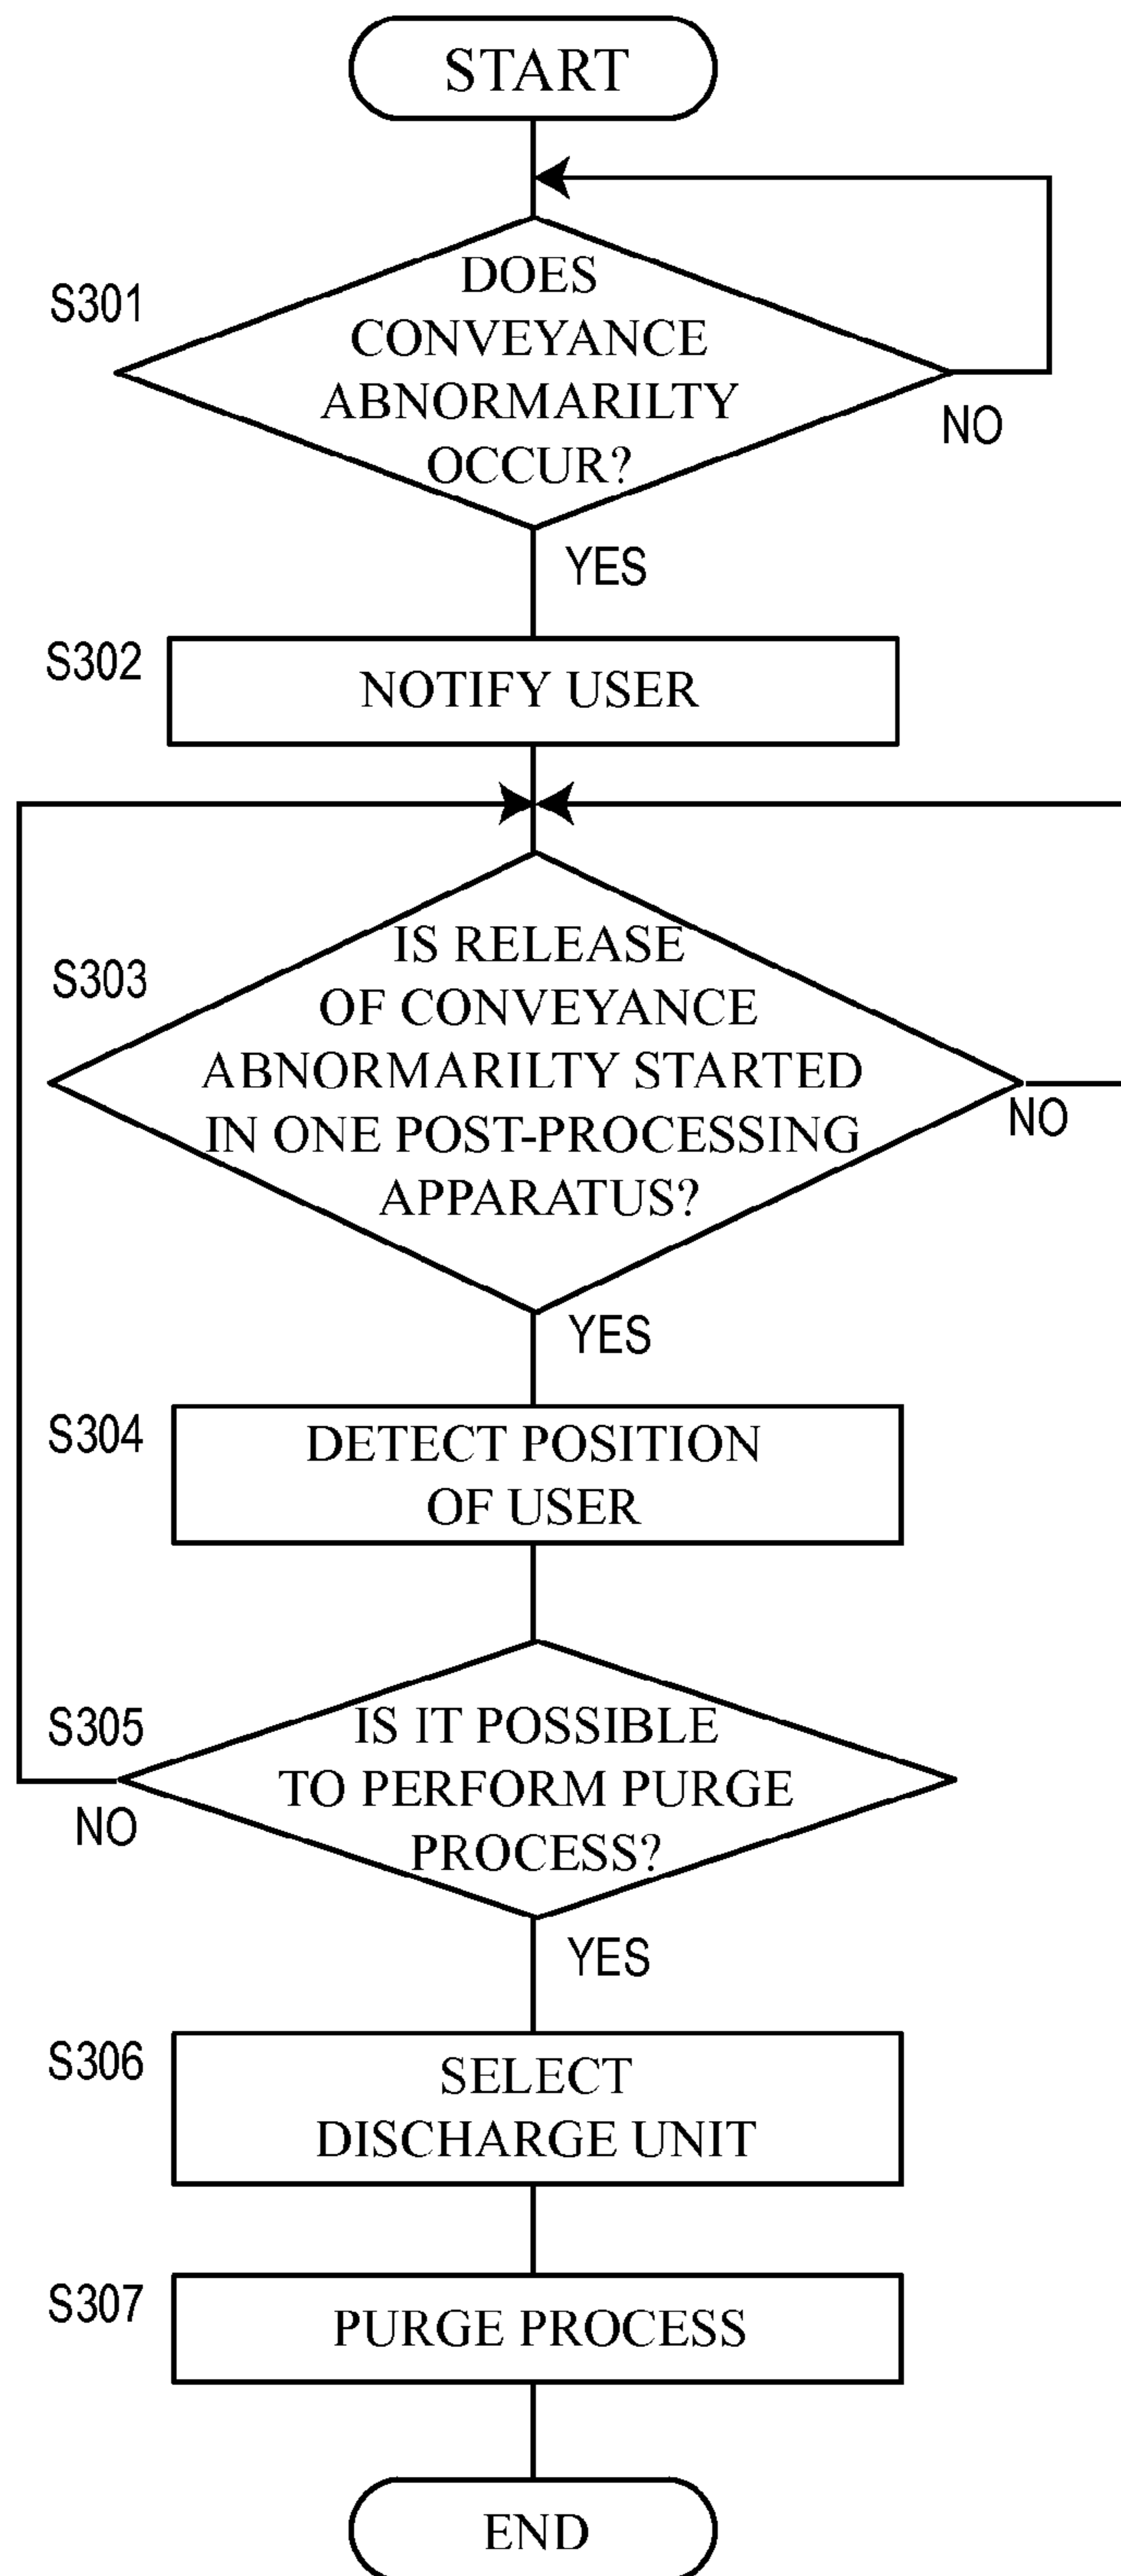 START
S301
DOES
CONVEYANCE
ABNORMARILTY
OCCUR?
NO
YES
S302
NOTIFY USER
S303
IS RELEASE
OF CONVEYANCE
ABNORMARILTY STARTED
IN ONE POST-PROCESSING
APPARATUS?
NO
YES
S304
DETECT POSITION
OF USER
S305
IS IT POSSIBLE
TO PERFORM PURGE
PROCESS?
NO
YES
S306
SELECT
DISCHARGE UNIT
S307
PURGE PROCESS
END